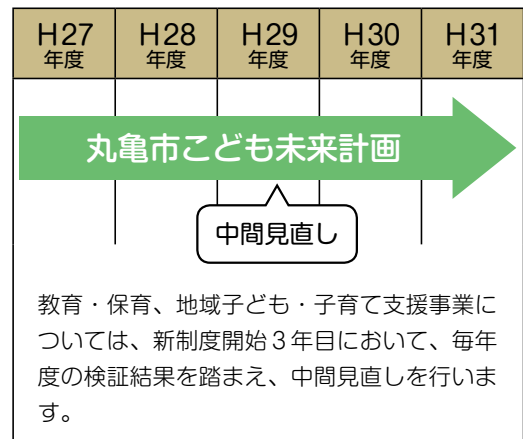 H27 H28 H29 H30 H31
年度 年度 年度 年度 年度
丸亀市こども未来計画
中間見直し
教育・保育、地域子ども・子育て支援事業に
ついては、新制度開始３年目において、毎年
度の検証結果を踏まえ、中間見直しを行いま
す。